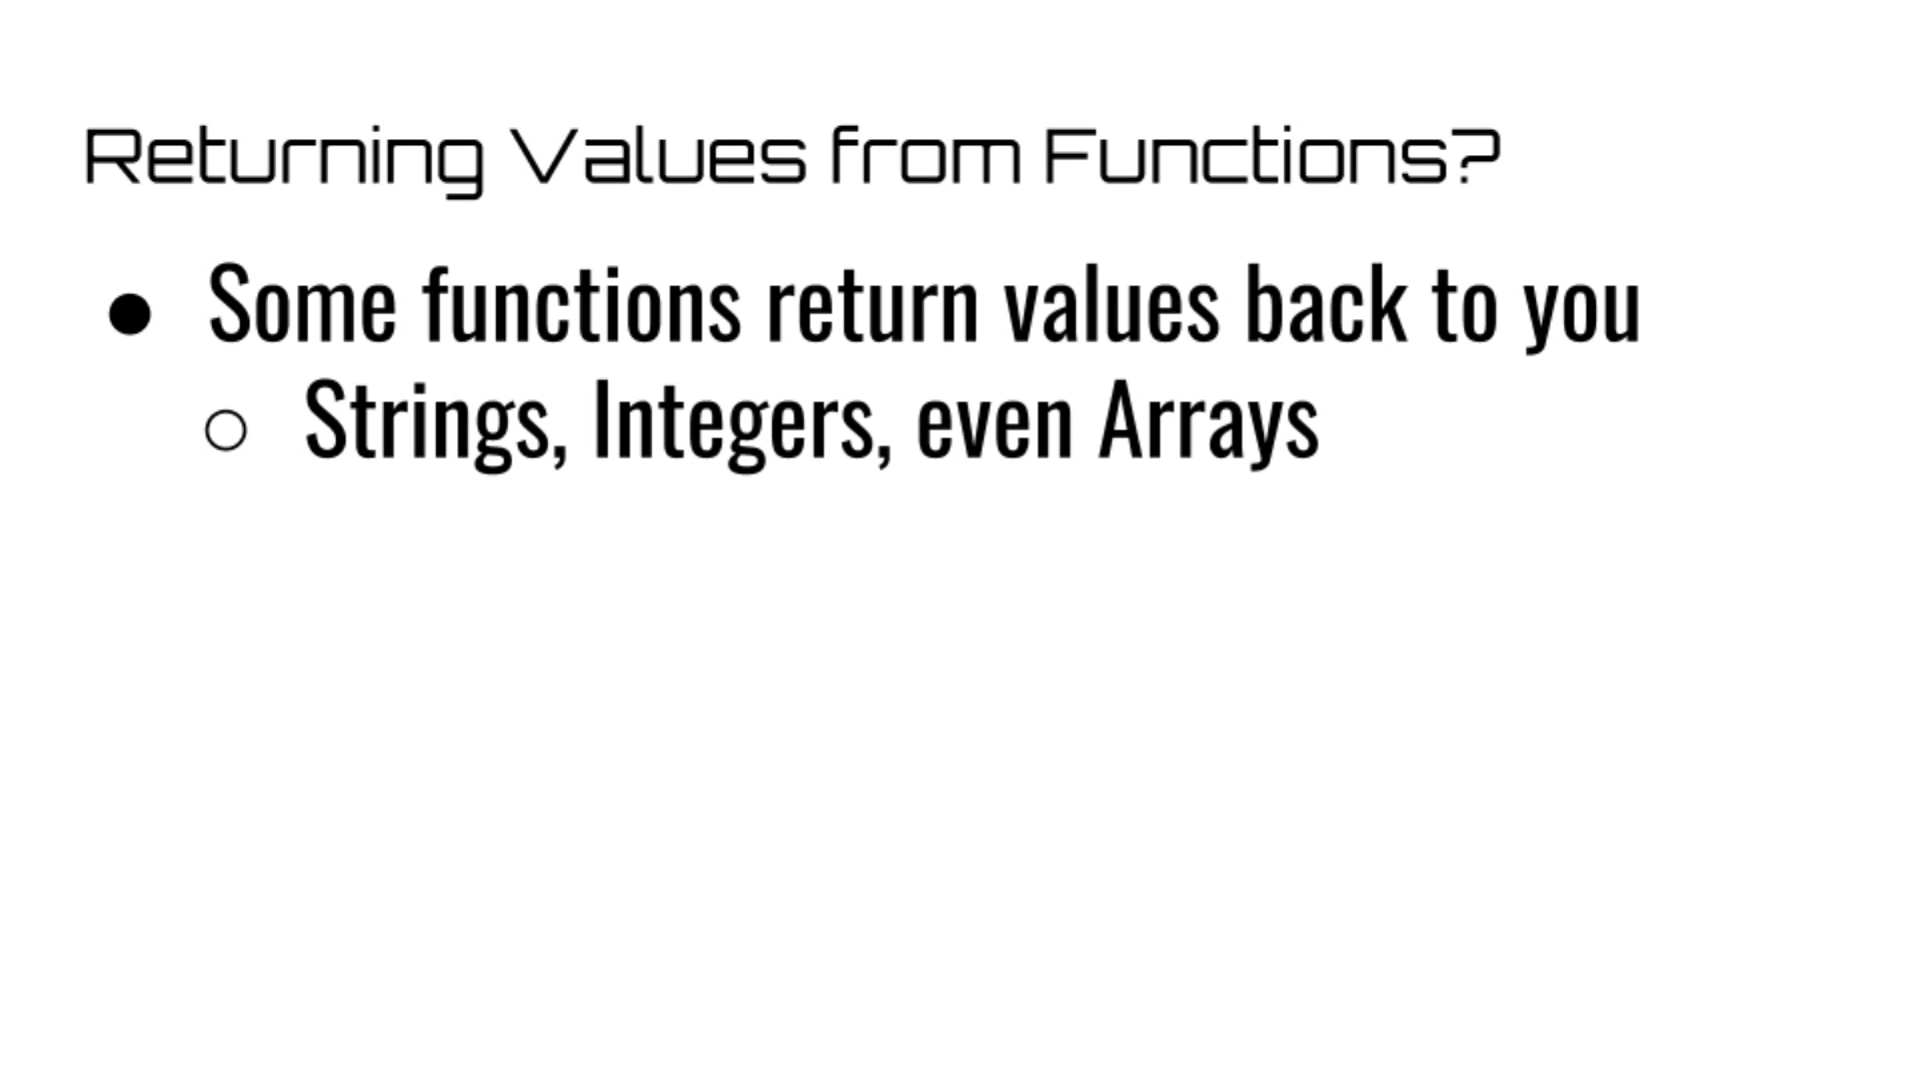 Returning Values from Functions?
● Some functions return values back to you
○ Strings, Integers, even Arrays